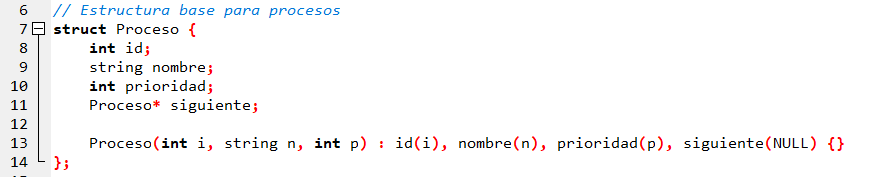 6 // Estructura base para procesos
7 struct Proceso {
8 int id;
9 string nombre;
10 int prioridad;
11 Proceso* siguiente;
12
13 Proceso(int i, string n, int p) : id(i), nombre(n), prioridad(p), siguiente(NULL) {}
14 };